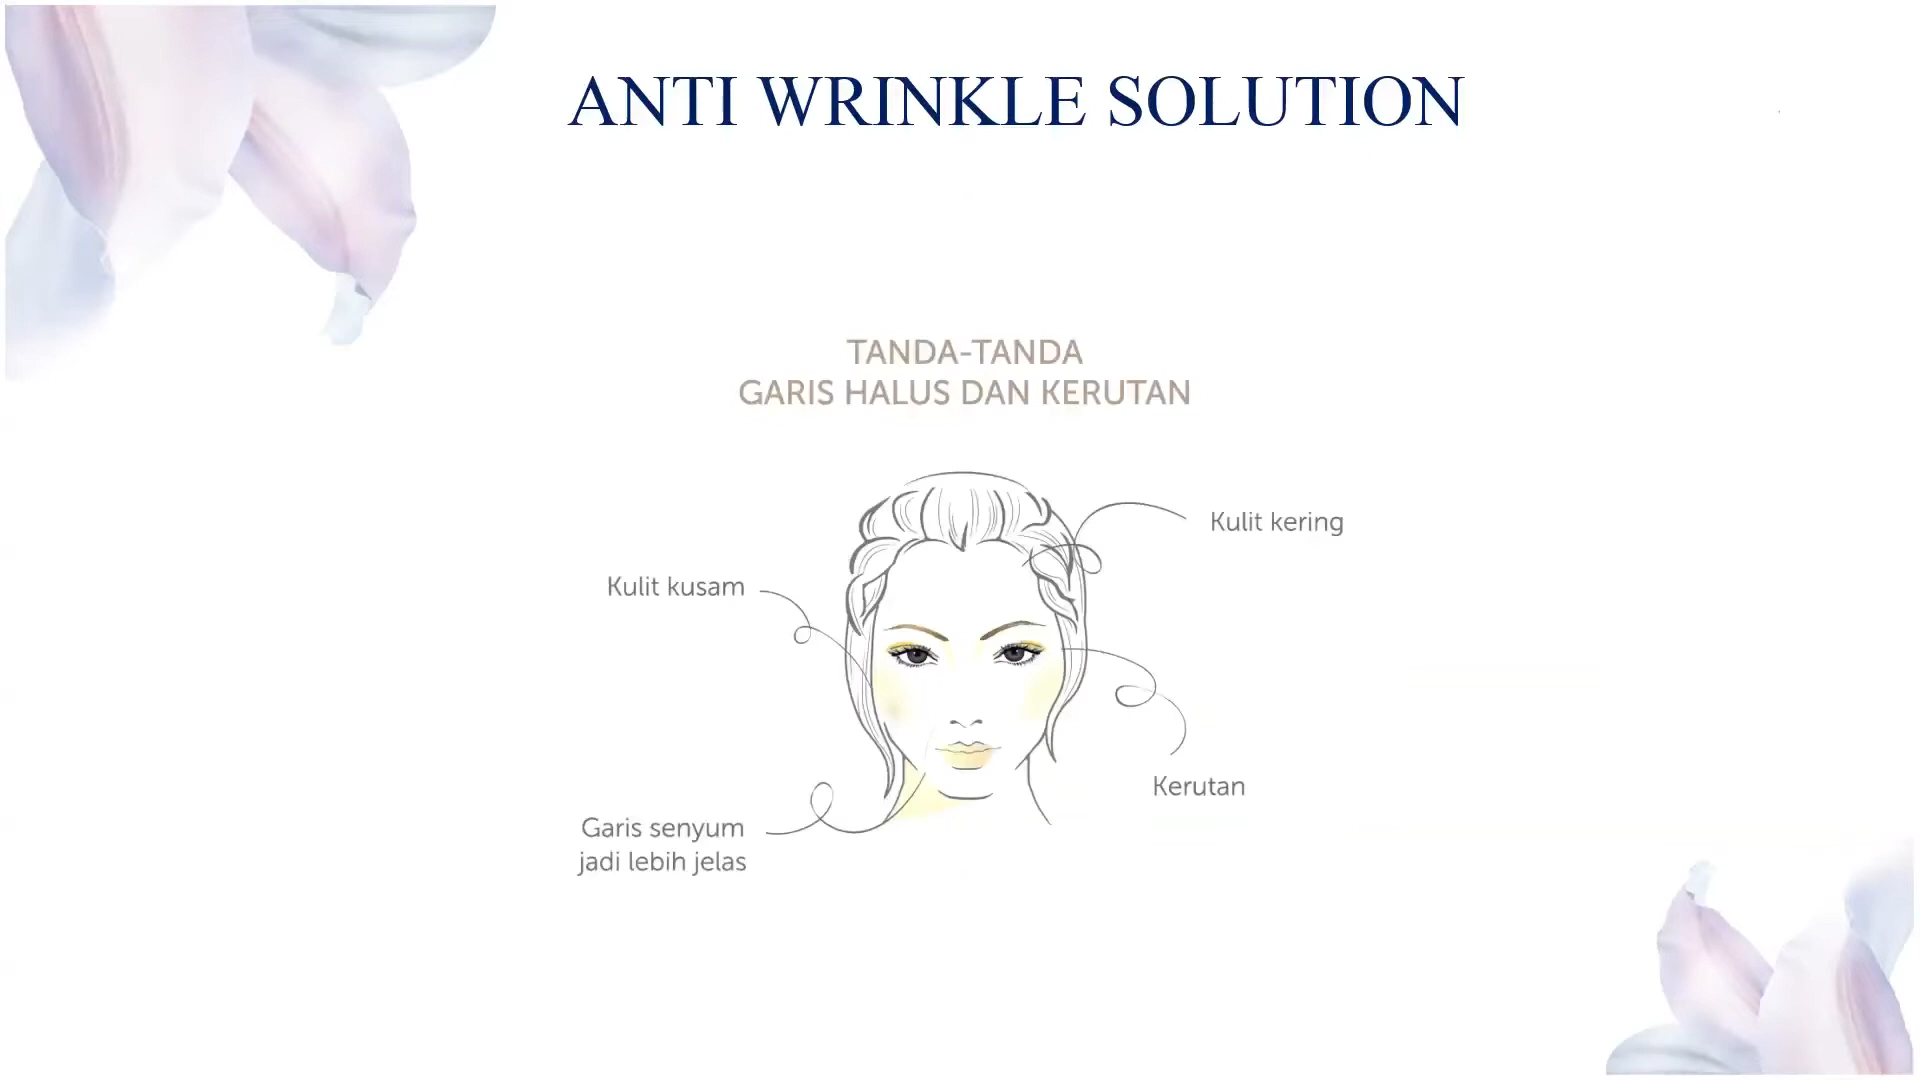 ANTI WRINKLE SOLUTION
TANDA-TANDA
GARIS HALUS DAN KERUTAN
Kulit kering
Kulit kusam
Kerutan
Garis senyum
jadi lebih jelas